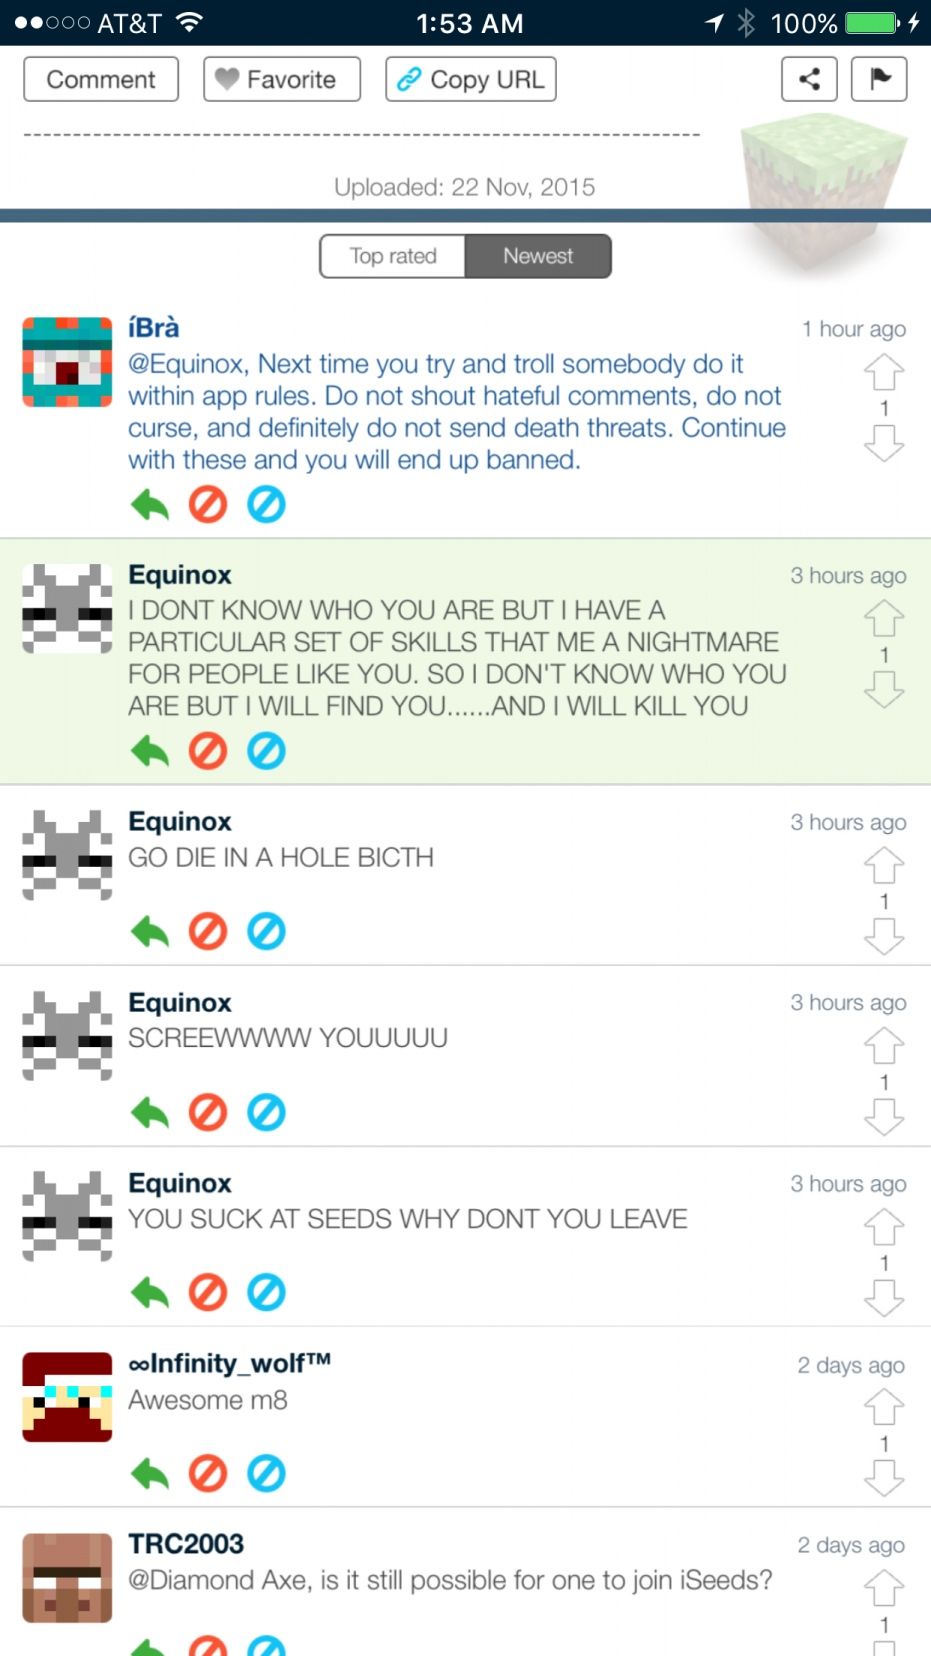 AT&T 1:53 AM 100%
Comment Favorite Copy URL
Uploaded: 22 Nov, 2015
Top rated Newest
íBrà 1 hour ago
@Equinox, Next time you try and troll somebody do it
within app rules. Do not shout hateful comments, do not
curse, and definitely do not send death threats. Continue
with these and you will end up banned.
1
Equinox 3 hours ago
I DONT KNOW WHO YOU ARE BUT I HAVE A
PARTICULAR SET OF SKILLS THAT ME A NIGHTMARE
FOR PEOPLE LIKE YOU. SO I DON'T KNOW WHO YOU
ARE BUT I WILL FIND YOU......AND I WILL KILL YOU
1
Equinox 3 hours ago
GO DIE IN A HOLE BICTH
1
Equinox 3 hours ago
SCREEWWWW YOUUUUU
1
Equinox 3 hours ago
YOU SUCK AT SEEDS WHY DONT YOU LEAVE
1
∞Infinity_wolf™ 2 days ago
Awesome m8
1
TRC2003 2 days ago
@Diamond Axe, is it still possible for one to join iSeeds?
1